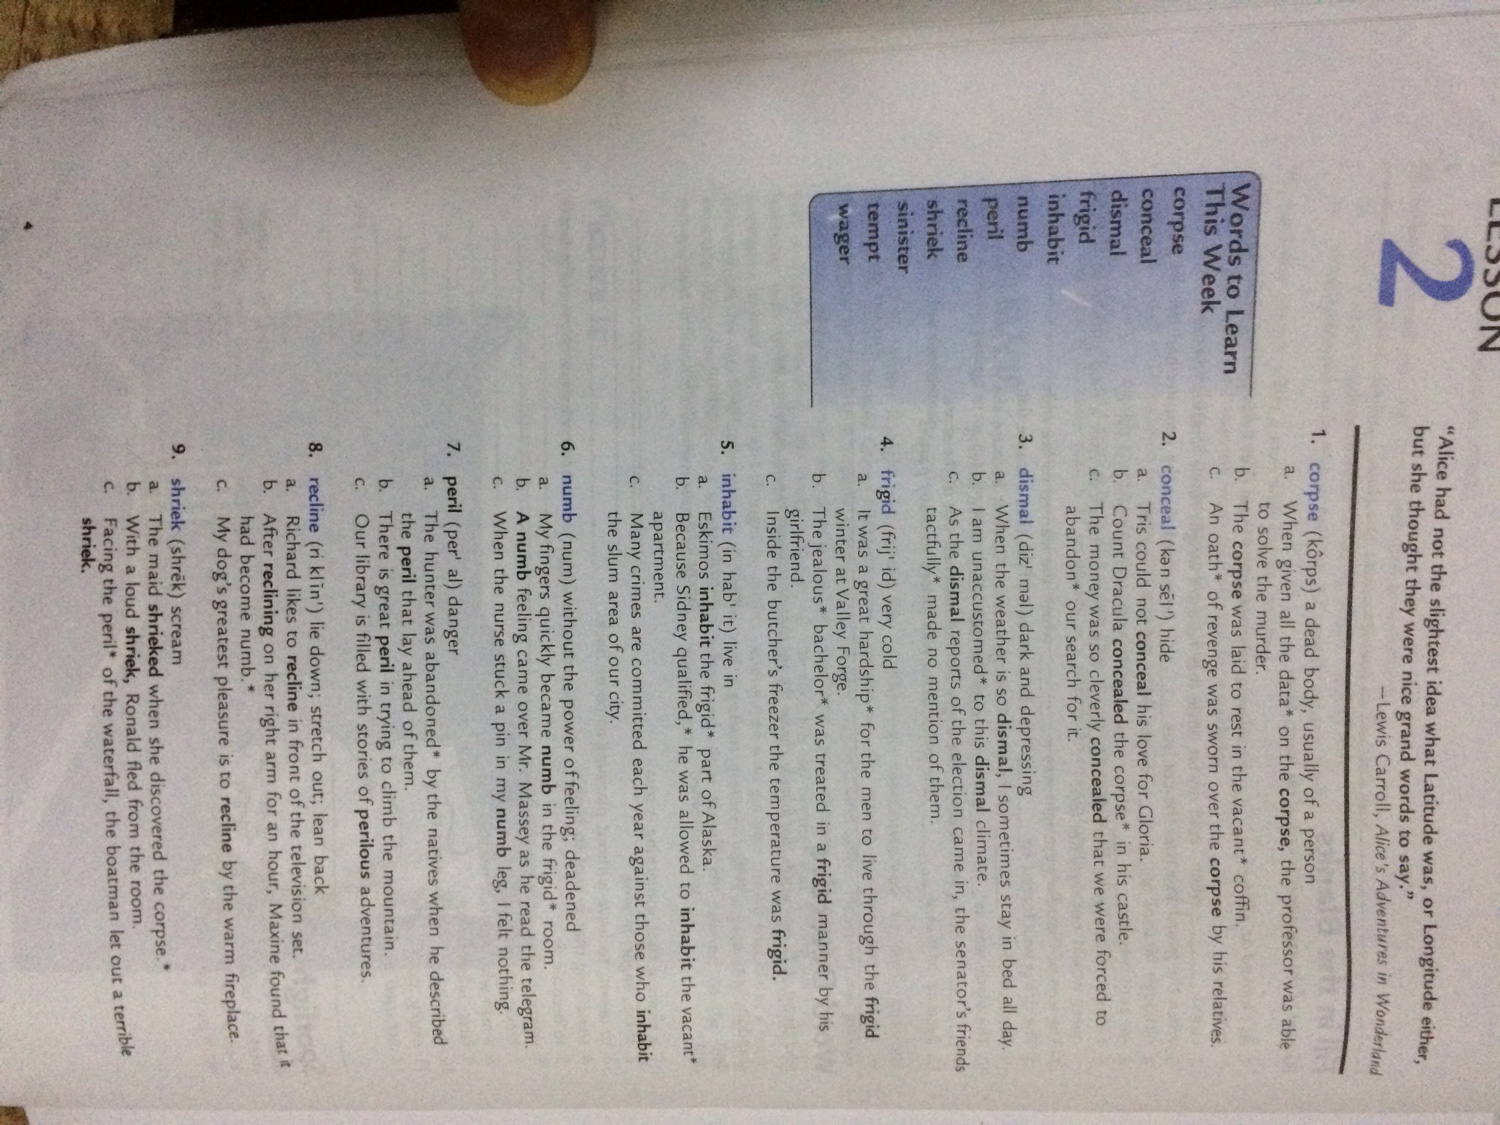 LESSON
2
“Alice had not the slightest idea what Latitude was, or Longitude either,
but she thought they were nice grand words to say.”
—Lewis Carroll, Alice's Adventures in Wonderland
Words to Learn
This Week
corpse
conceal
dismal
frigid
inhabit
numb
peril
recline
shriek
sinister
tempt
wager
1. corpse (kôrps) a dead body, usually of a person
a. When given all the data* on the corpse, the professor was able
to solve the murder.
b. The corpse was laid to rest in the vacant* coffin.
c. An oath* of revenge was sworn over the corpse by his relatives.
2. conceal (kən sēl') hide
a. Tris could not conceal his love for Gloria.
b. Count Dracula concealed the corpse* in his castle.
c. The money was so cleverly concealed that we were forced to
abandon* our search for it.
3. dismal (diz' məl) dark and depressing
a. When the weather is so dismal, I sometimes stay in bed all day.
b. I am unaccustomed* to this dismal climate.
c. As the dismal reports of the election came in, the senator's friends
tactfully* made no mention of them.
4. frigid (frij' id) very cold
a. It was a great hardship* for the men to live through the frigid
winter at Valley Forge.
b. The jealous* bachelor* was treated in a frigid manner by his
girlfriend.
c. Inside the butcher's freezer the temperature was frigid.
5. inhabit (in hab' it) live in
a. Eskimos inhabit the frigid* part of Alaska.
b. Because Sidney qualified,* he was allowed to inhabit the vacant*
apartment.
c. Many crimes are committed each year against those who inhabit
the slum area of our city.
6. numb (num) without the power of feeling; deadened
a. My fingers quickly became numb in the frigid* room.
b. A numb feeling came over Mr. Massey as he read the telegram.
c. When the nurse stuck a pin in my numb leg, I felt nothing.
7. peril (per' al) danger
a. The hunter was abandoned* by the natives when he described
the peril that lay ahead of them.
b. There is great peril in trying to climb the mountain.
c. Our library is filled with stories of perilous adventures.
8. recline (ri klīn') lie down; stretch out; lean back
a. Richard likes to recline in front of the television set.
b. After reclining on her right arm for an hour, Maxine found that it
had become numb.*
c. My dog's greatest pleasure is to recline by the warm fireplace.
9. shriek (shrēk) scream
a. The maid shrieked when she discovered the corpse.*
b. With a loud shriek, Ronald fled from the room.
c. Facing the peril* of the waterfall, the boatman let out a terrible
shriek.
4